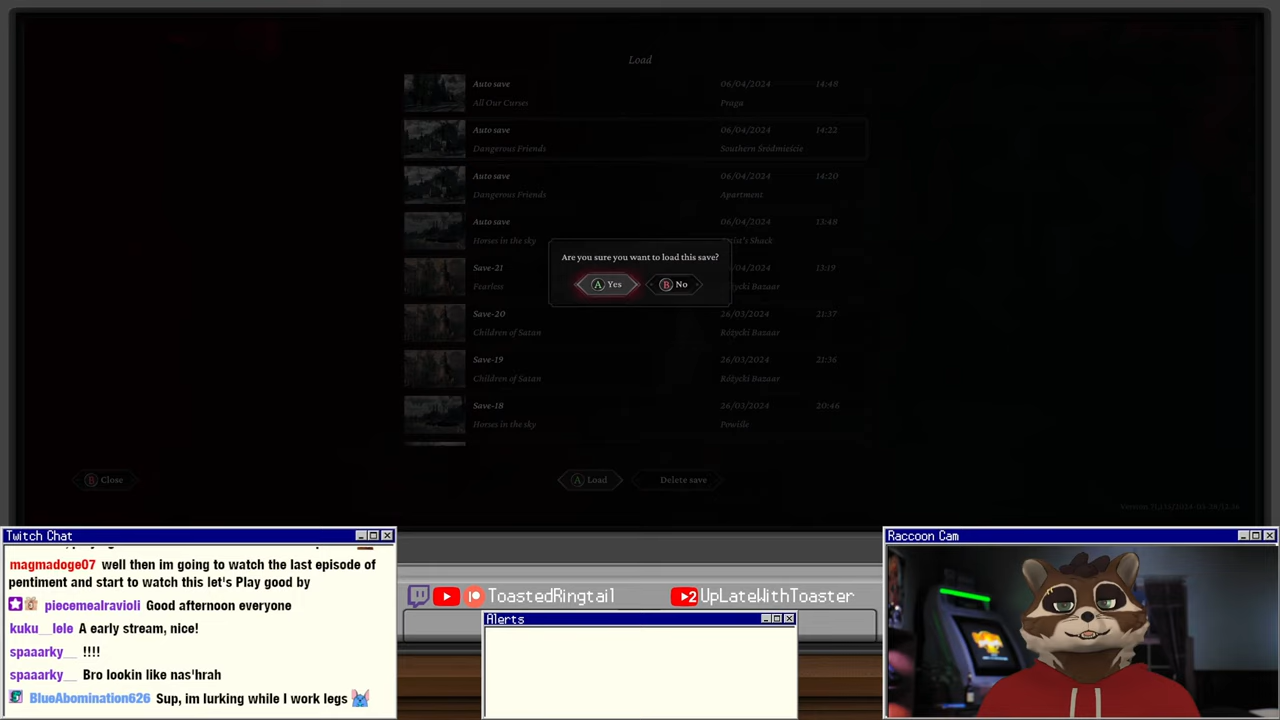 Load
Auto save 06/04/2024 14:48
All Our Curses Praga
Auto save 06/04/2024 14:22
Dangerous Friends Southern Śródmieście
Auto save 06/04/2024 14:20
Dangerous Friends Apartment
Auto save 06/04/2024 13:48
Horses in the sky Shack
Are you sure you want to load this save?
Save-21 04/2024 13:19
Fearless Bazaar
A Yes B No
Save-20 26/03/2024 21:37
Children of Satan Różycki Bazaar
Save-19 26/03/2024 21:36
Children of Satan Różycki Bazaar
Save-18 26/03/2024 20:46
Horses in the sky Powiśle
B Close A Load Delete save
Twitch Chat
magmadoge07 well then im going to watch the last episode of
pentiment and start to watch this let's Play good by
piecemealravioli Good afternoon everyone
kuku__lele A early stream, nice!
spaaarky__ !!!!
spaaarky__ Bro lookin like nas'hrah
BlueAbomination626 Sup, im lurking while I work legs
ToastedRingtail 2 UpLateWithToaster
Alerts
Raccoon Cam